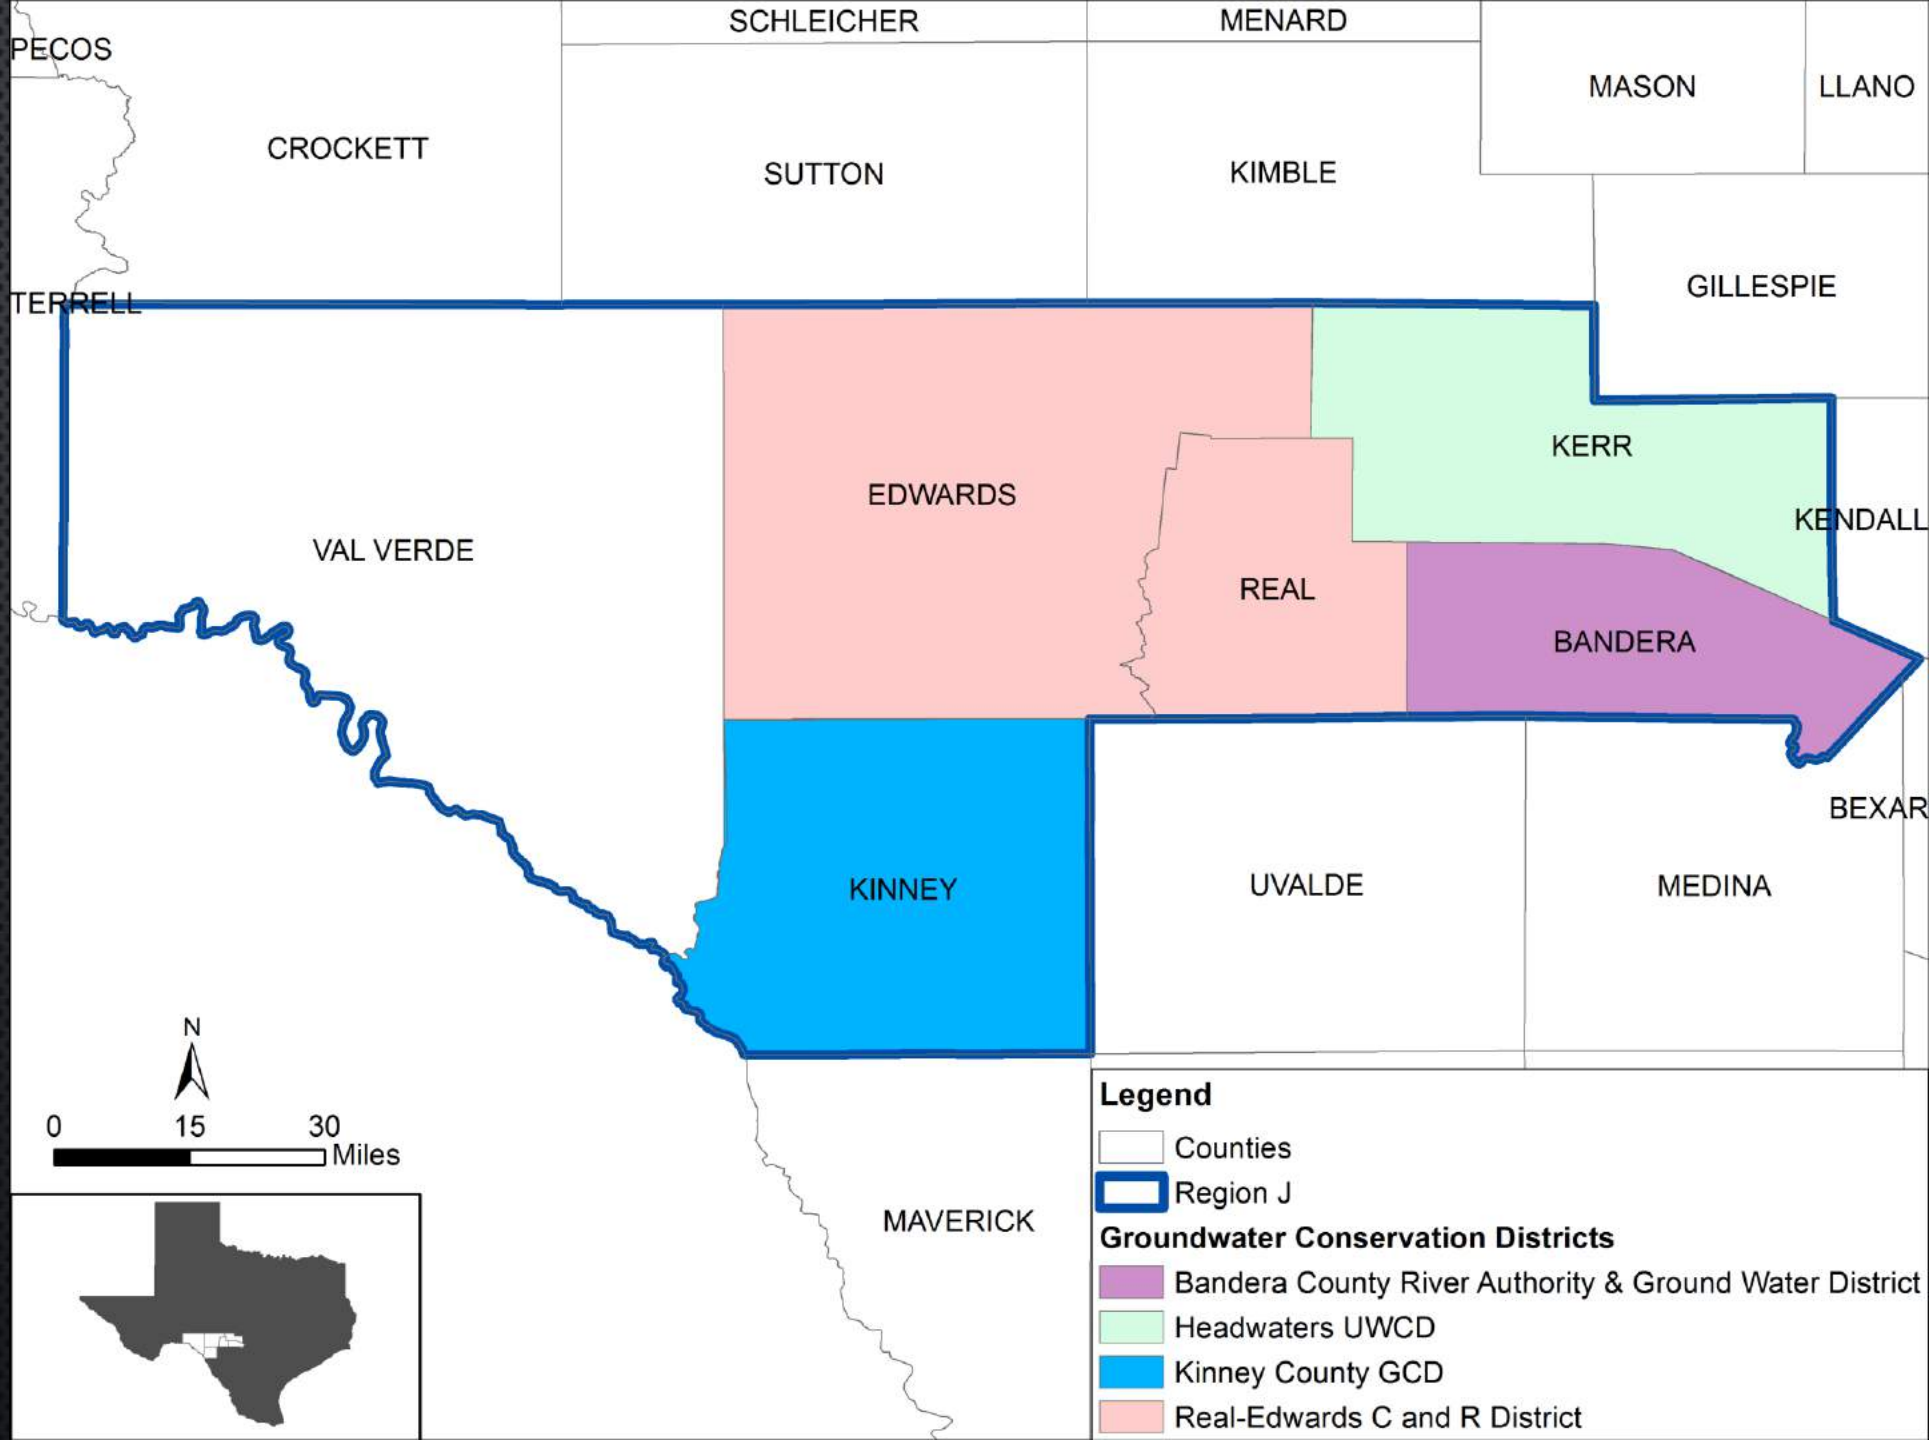 SCHLEICHER
MENARD
PECOS
MASON
LLANO
CROCKETT
SUTTON
KIMBLE
GILLESPIE
TERRELL
KERR
EDWARDS
KENDALL
VAL VERDE
REAL
BANDERA
BEXAR
KINNEY
UVALDE
MEDINA
N
0 15 30
Miles
MAVERICK
Legend
Counties
Region J
Groundwater Conservation Districts
Bandera County River Authority & Ground Water District
Headwaters UWCD
Kinney County GCD
Real-Edwards C and R District